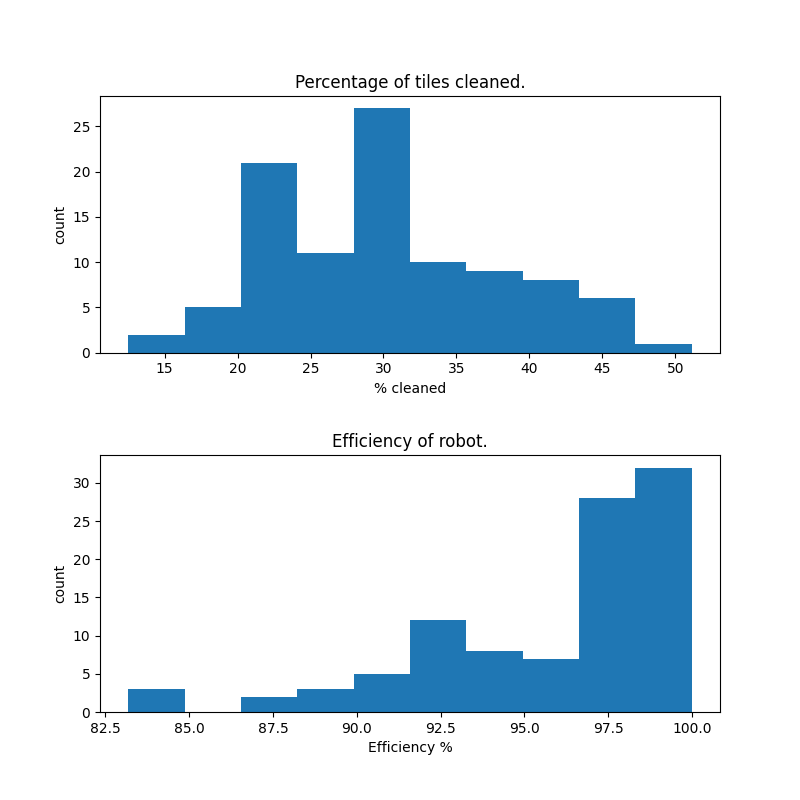 Percentage of tiles cleaned.
25
20
15
10
5
0
count
15 20 25 30 35 40 45 50
% cleaned
Efficiency of robot.
30
25
20
15
10
5
0
count
82.5 85.0 87.5 90.0 92.5 95.0 97.5 100.0
Efficiency %